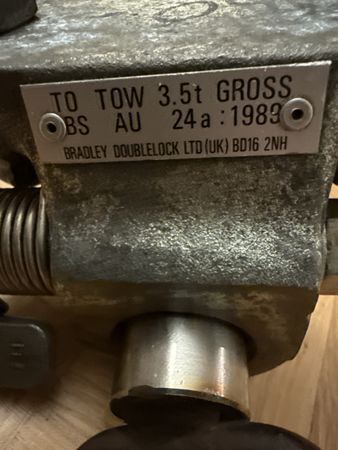 TO TOW 3.5t GROSS
BS AU 24a:1989
BRADLEY DOUBLELOCK LTD (UK) BD16 2NH